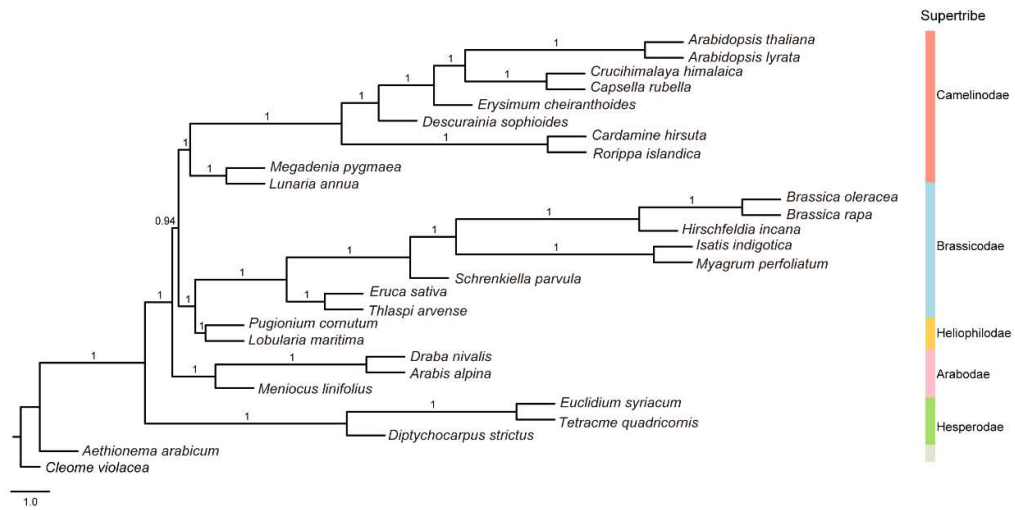 Supertribe
1
Arabidopsis thaliana
Arabidopsis lyrata
1
1
Crucihimalaya himalaica
Capsella rubella
1
Erysimum cheiranthoides
1
Descurainia sophioides
Camelinodae
1
1
Cardamine hirsuta
Rorippa islandica
1
1
Megadenia pygmaea
Lunaria annua
0.94
1
1
Brassica oleracea
Brassica rapa
Hirschfeldia incana
1
1
Isatis indigotica
Myagrum perfoliatum
Brassicodae
1
1
Schrenkiella parvula
1
Eruca sativa
Thlaspi arvense
1
1
1
Pugionium cornutum
Lobularia maritima
Heliophilodae
1
1
Draba nivalis
Arabis alpina
Meniocus linifolius
Arabodae
1
Euclidium syriacum
Tetracme quadricornis
1
Diptychocarpus strictus
Hesperodae
Aethionema arabicum
Cleome violacea
1.0